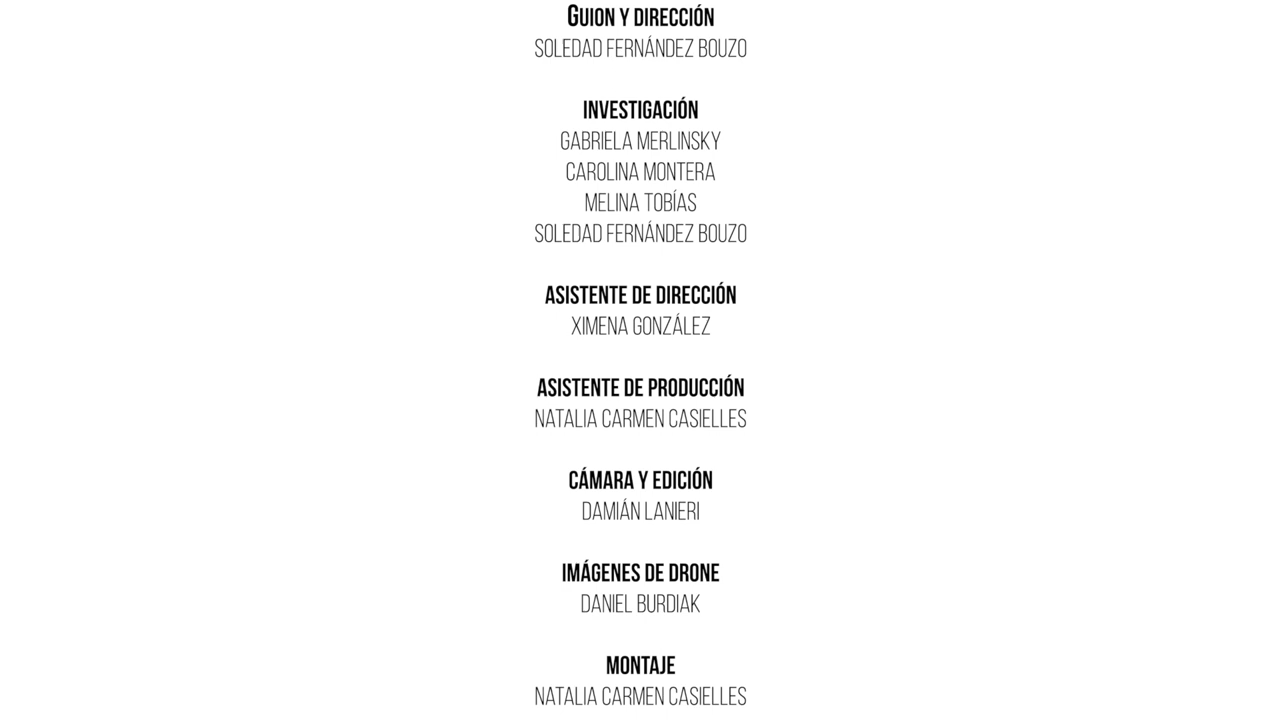 GUION Y DIRECCIÓN
SOLEDAD FERNÁNDEZ BOUZO
INVESTIGACIÓN
GABRIELA MERLINSKY
CAROLINA MONTERA
MELINA TOBÍAS
SOLEDAD FERNÁNDEZ BOUZO
ASISTENTE DE DIRECCIÓN
XIMENA GONZÁLEZ
ASISTENTE DE PRODUCCIÓN
NATALIA CARMEN CASIELLES
CÁMARA Y EDICIÓN
DAMIÁN LANIERI
IMÁGENES DE DRONE
DANIEL BURDIAK
MONTAJE
NATALIA CARMEN CASIELLES